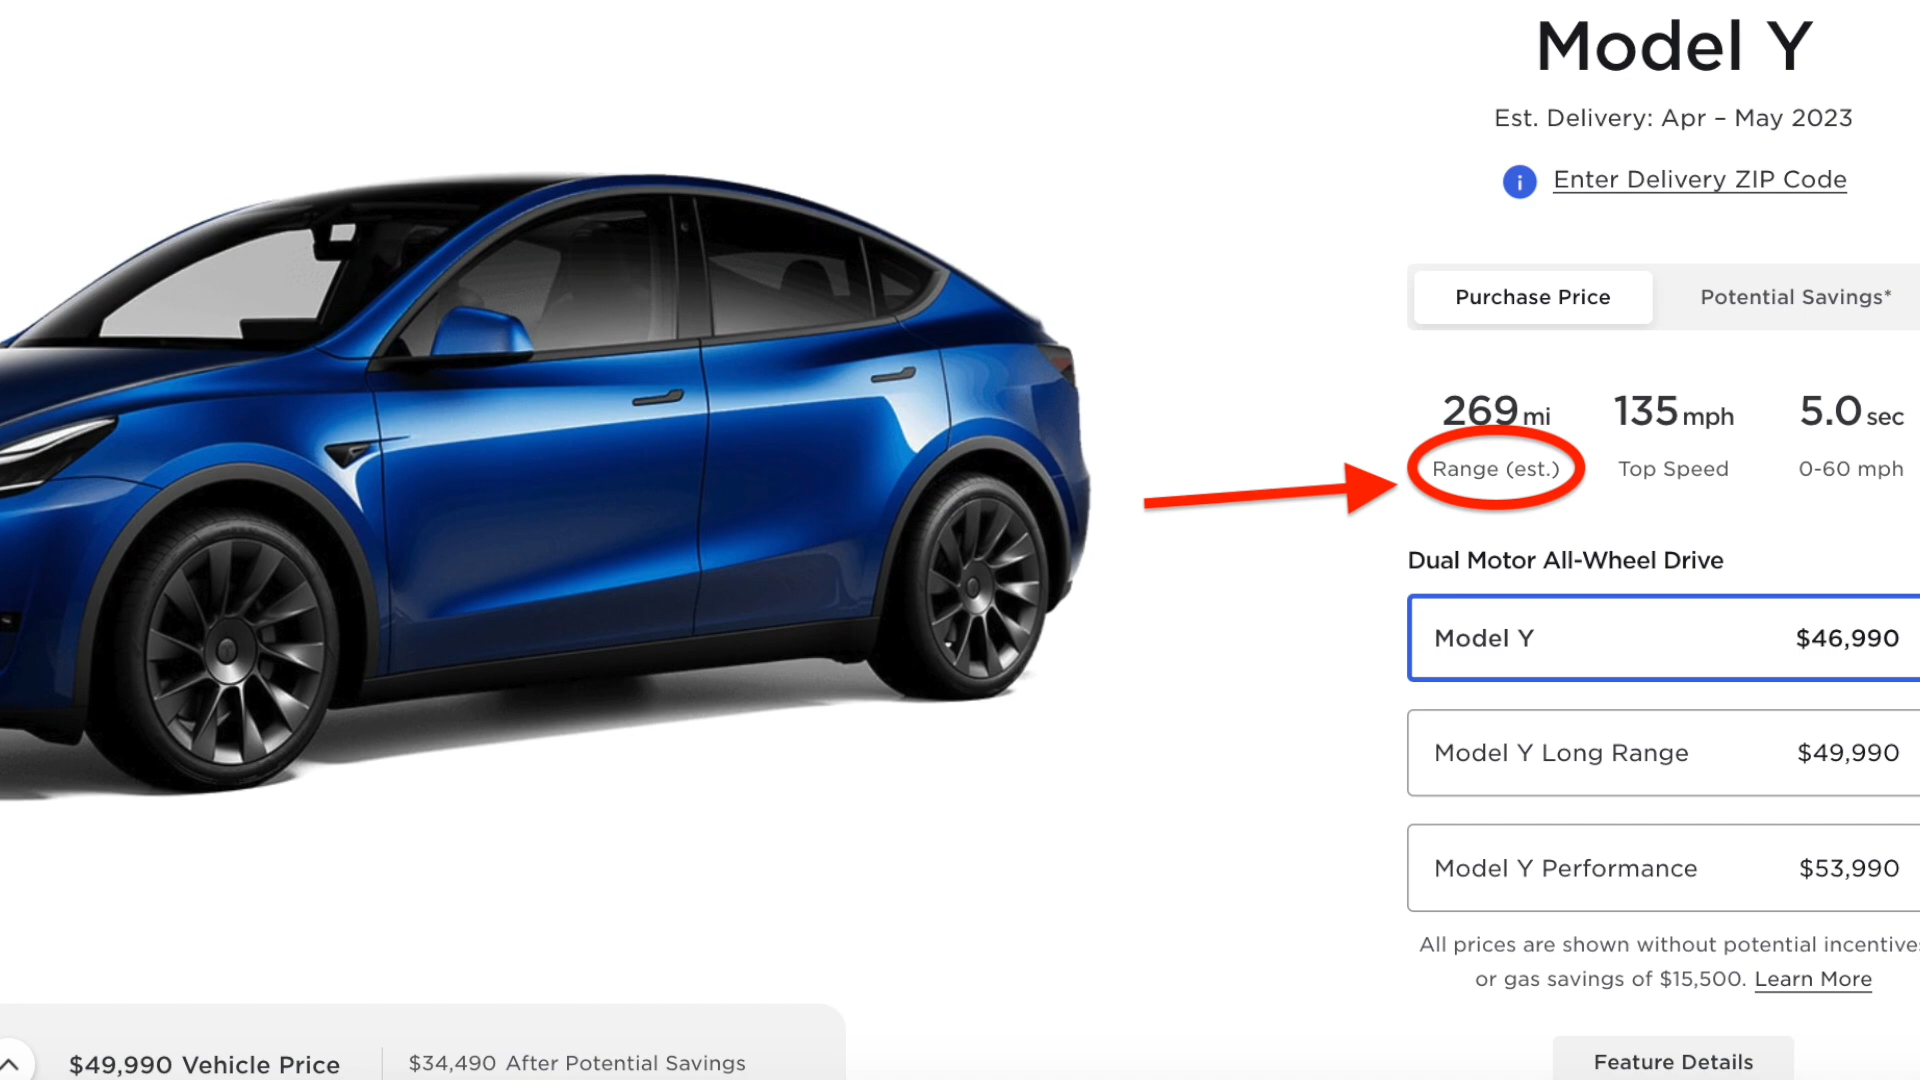 Model Y
Est. Delivery: Apr – May 2023
i Enter Delivery ZIP Code
Purchase Price Potential Savings*
269 mi 135 mph 5.0 sec
Range (est.) Top Speed 0-60 mph
Dual Motor All-Wheel Drive
Model Y $46,990
Model Y Long Range $49,990
Model Y Performance $53,990
All prices are shown without potential incentives
or gas savings of $15,500. Learn More
Feature Details
$49,990 Vehicle Price $34,490 After Potential Savings